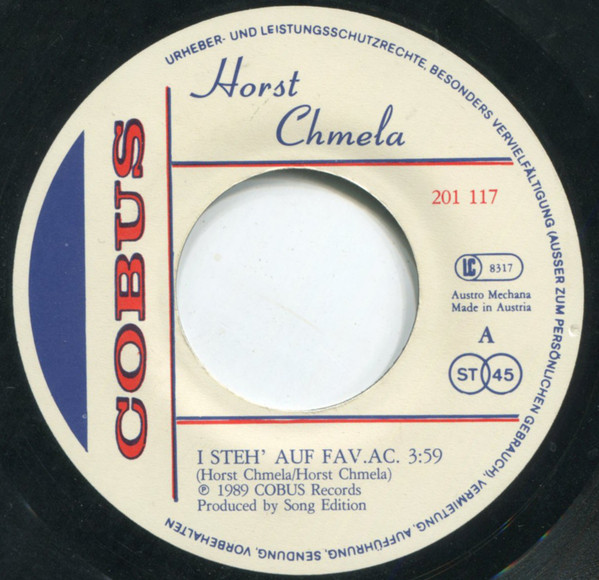 URHEBER- UND LEISTUNGSSCHUTZRECHTE, BESONDERS VERVIELFÄLTIGUNG (AUSSER ZUM PERSÖNLICHEN GEBRAUCH), VERMIETUNG, AUFFÜHRUNG, SENDUNG, VORBEHALTEN
Horst
Chmela
COBUS
201 117
LC 8317
Austro Mechana
Made in Austria
A
ST 45
I STEH' AUF FAV.AC. 3:59
(Horst Chmela/Horst Chmela)
℗ 1989 COBUS Records
Produced by Song Edition